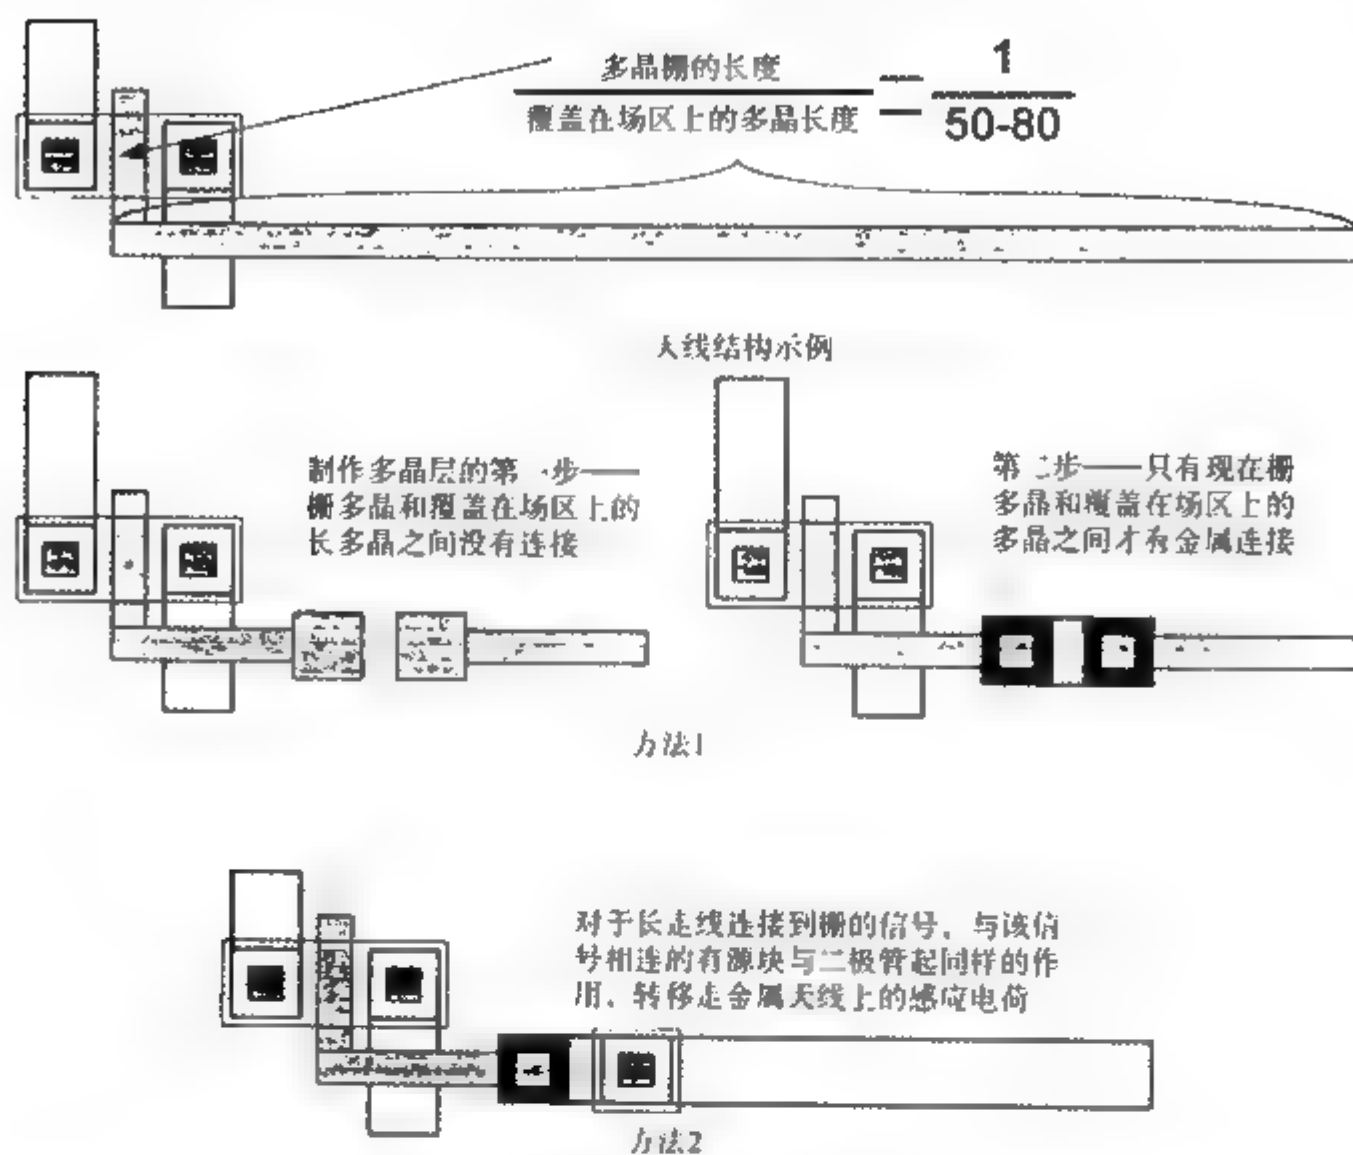 多晶栅的长度
覆盖在场区上的多晶长度
=
1
50-80
天线结构示例
制作多晶层的第一步——
栅多晶和覆盖在场区上的
长多晶之间没有连接
第二步——只有现在栅
多晶和覆盖在场区上的
多晶之间才有金属连接
方法1
对于长走线连接到栅的信号，与该信
号相连的有源块与二极管起同样的作
用，转移走金属天线上的感应电荷
方法2